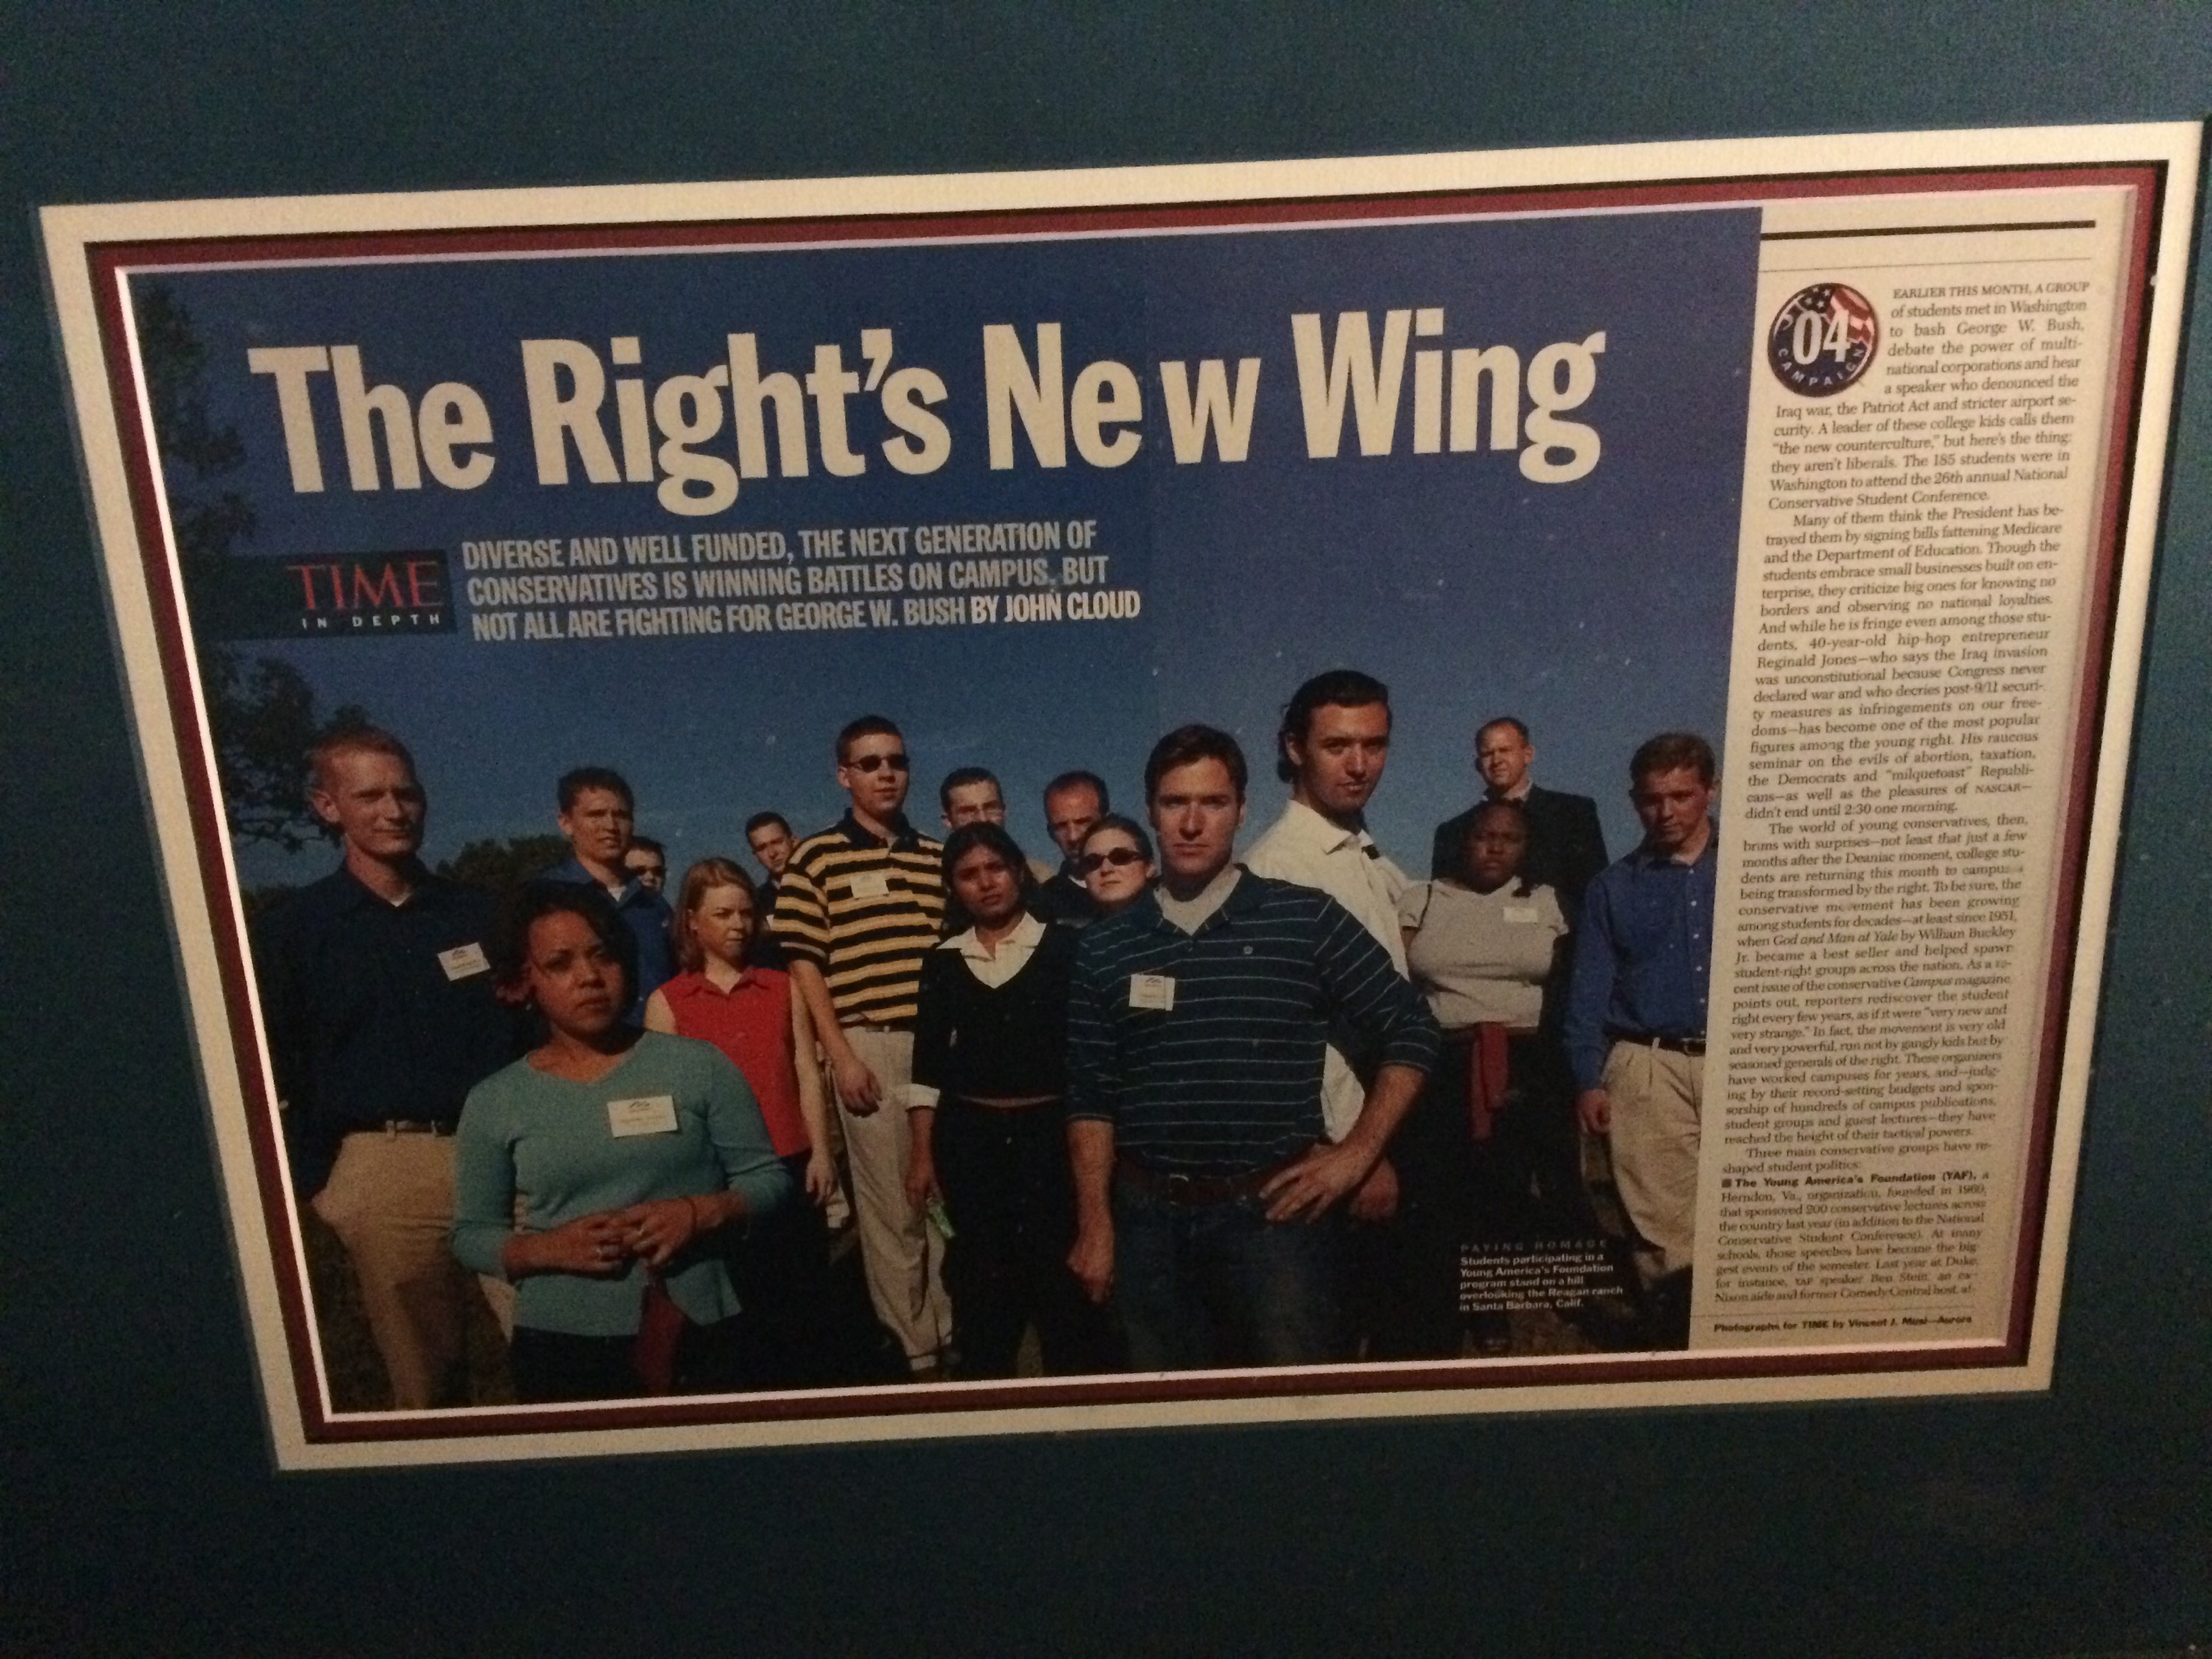 The Right's New Wing
TIME
IN DEPTH
DIVERSE AND WELL FUNDED, THE NEXT GENERATION OF
CONSERVATIVES IS WINNING BATTLES ON CAMPUS. BUT
NOT ALL ARE FIGHTING FOR GEORGE W. BUSH BY JOHN CLOUD
PAYING HOMAGE
Students participating in a
Young America's Foundation
program stand on a hill
overlooking the Reagan ranch
in Santa Barbara, Calif.
'04
CAMPAIGN
EARLIER THIS MONTH, A GROUP
of students met in Washington
to bash George W. Bush,
debate the power of multi-
national corporations and hear
a speaker who denounced the
Iraq war, the Patriot Act and stricter airport se-
curity. A leader of these college kids calls them
"the new counterculture," but here's the thing:
they aren't liberals. The 185 students were in
Washington to attend the 26th annual National
Conservative Student Conference.
Many of them think the President has be-
trayed them by signing bills fattening Medicare
and the Department of Education. Though the
students embrace small businesses built on en-
terprise, they criticize big ones for knowing no
borders and observing no national loyalties.
And while he is fringe even among those stu-
dents, 40-year-old hip-hop entrepreneur
Reginald Jones—who says the Iraq invasion
was unconstitutional because Congress never
declared war and who decries post-9/11 securi-
ty measures as infringements on our free-
doms—has become one of the most popular
figures among the young right. His raucous
seminar on the evils of abortion, taxation,
the Democrats and "milquetoast" Republi-
cans—as well as the pleasures of NASCAR—
didn't end until 2:30 one morning.
The world of young conservatives, then,
brims with surprises—not least that just a few
months after the Deaniac moment, college stu-
dents are returning this month to campuses
being transformed by the right. To be sure, the
conservative movement has been growing
among students for decades—at least since 1951,
when God and Man at Yale by William Buckley
Jr. became a best seller and helped spawn
student-right groups across the nation. As a re-
cent issue of the conservative Campus magazine
points out, reporters rediscover the student
right every few years, as if it were "very new and
very strange." In fact, the movement is very old
and very powerful, run not by gangly kids but by
seasoned generals of the right. These organizers
have worked campuses for years, and—judg-
ing by their record-setting budgets and spon-
sorship of hundreds of campus publications,
student groups and guest lectures—they have
reached the height of their tactical powers.
Three main conservative groups have re-
shaped student politics:
■ The Young America's Foundation (YAF), a
Herndon, Va., organization, founded in 1969,
that sponsored 200 conservative lectures across
the country last year (in addition to the National
Conservative Student Conference). At many
schools, those speeches have become the big-
gest events of the semester. Last year at Duke,
for instance, YAF speaker Ben Stein, an ex-
Nixon aide and former Comedy Central host, at-
Photographs for TIME by Vincent J. Musi—Aurora